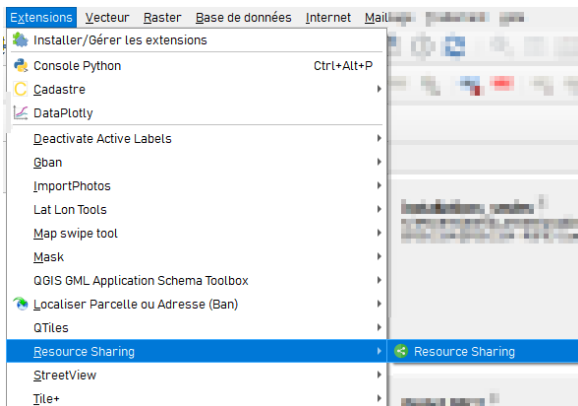 Extensions Vecteur Raster Base de données Internet
Installer/Gérer les extensions
Console Python Ctrl+Alt+P
Cadastre
DataPlotly
Deactivate Active Labels
Gban
ImportPhotos
Lat Lon Tools
Map swipe tool
Mask
QGIS GML Application Schema Toolbox
Localiser Parcelle ou Adresse (Ban)
QTiles
Resource Sharing Resource Sharing
StreetView
Tile+